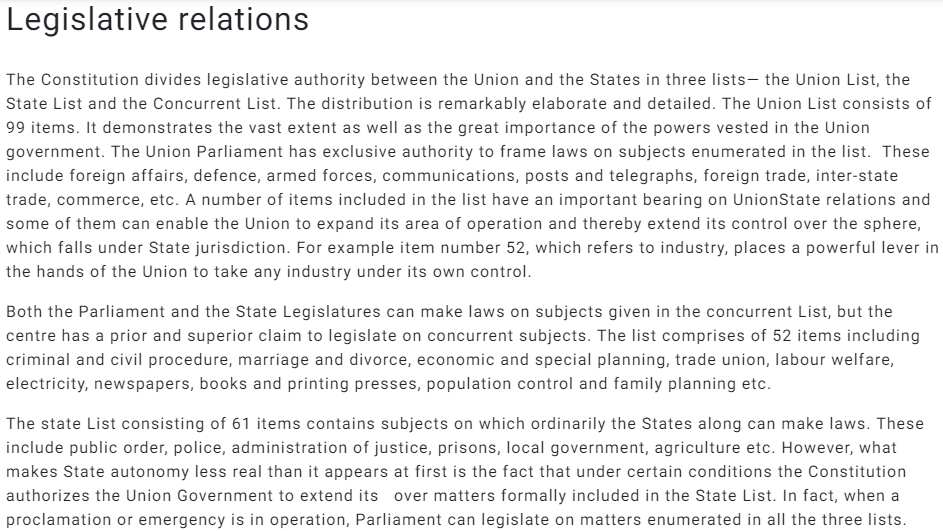 Legislative relations
The Constitution divides legislative authority between the Union and the States in three lists— the Union List, the
State List and the Concurrent List. The distribution is remarkably elaborate and detailed. The Union List consists of
99 items. It demonstrates the vast extent as well as the great importance of the powers vested in the Union
government. The Union Parliament has exclusive authority to frame laws on subjects enumerated in the list.  These
include foreign affairs, defence, armed forces, communications, posts and telegraphs, foreign trade, inter-state
trade, commerce, etc. A number of items included in the list have an important bearing on UnionState relations and
some of them can enable the Union to expand its area of operation and thereby extend its control over the sphere,
which falls under State jurisdiction. For example item number 52, which refers to industry, places a powerful lever in
the hands of the Union to take any industry under its own control.
Both the Parliament and the State Legislatures can make laws on subjects given in the concurrent List, but the
centre has a prior and superior claim to legislate on concurrent subjects. The list comprises of 52 items including
criminal and civil procedure, marriage and divorce, economic and special planning, trade union, labour welfare,
electricity, newspapers, books and printing presses, population control and family planning etc.
The state List consisting of 61 items contains subjects on which ordinarily the States along can make laws. These
include public order, police, administration of justice, prisons, local government, agriculture etc. However, what
makes State autonomy less real than it appears at first is the fact that under certain conditions the Constitution
authorizes the Union Government to extend its   over matters formally included in the State List. In fact, when a
proclamation or emergency is in operation, Parliament can legislate on matters enumerated in all the three lists.